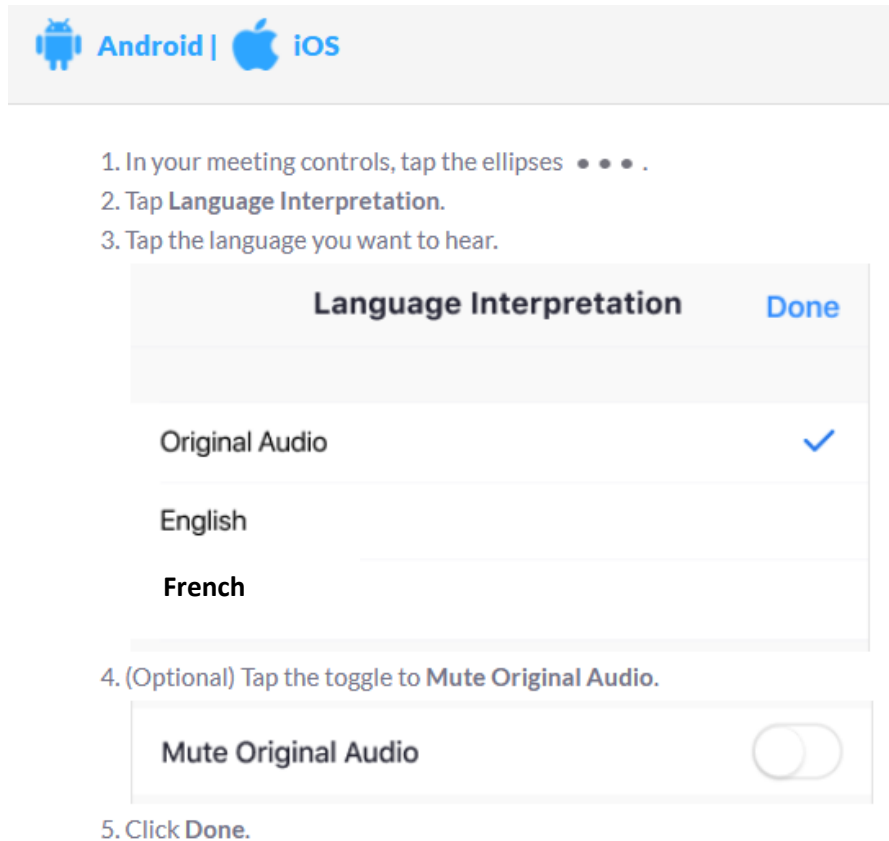 Android | iOS
1. In your meeting controls, tap the ellipses • • • .
2. Tap Language Interpretation.
3. Tap the language you want to hear.
Language Interpretation Done
Original Audio
English
French
4. (Optional) Tap the toggle to Mute Original Audio.
Mute Original Audio
5. Click Done.